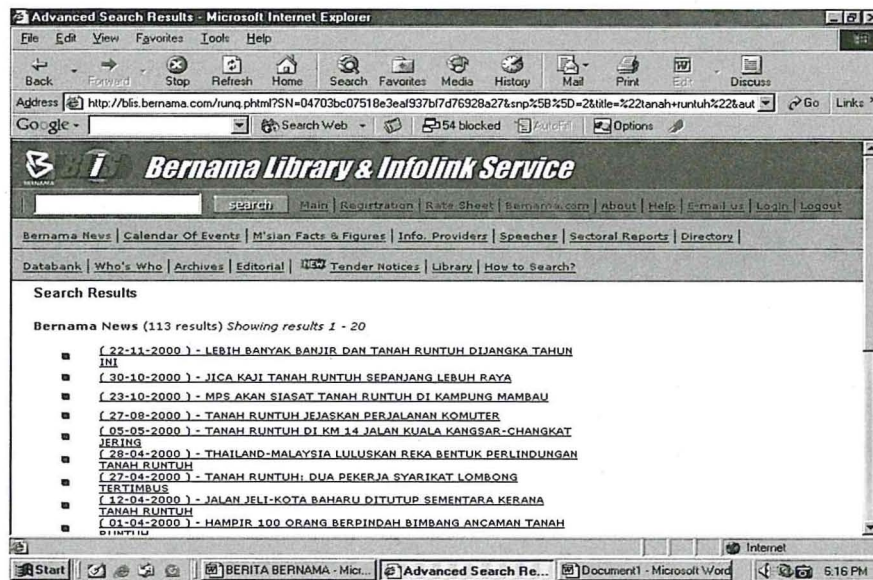 Advanced Search Results - Microsoft Internet Explorer
File Edit View Favorites Tools Help
Back Forward Stop Refresh Home Search Favorites Media History Mail Print Edit Discuss
Address http://blis.bernama.com/runq.phtml?SN=04703bc07518e3eaf937bf7d76928a27&snp%5B%5D=2&title=%22tanah+runtuh%22&aut Go Links »
Google - Search Web - 54 blocked AutoFill Options
BERNAMA BLiS Bernama Library & Infolink Service
search Main | Registration | Rate Sheet | Bernama.com | About | Help | E-mail us | Login | Logout
Bernama News | Calendar Of Events | M'sian Facts & Figures | Info. Providers | Speeches | Sectoral Reports | Directory |
Databank | Who's Who | Archives | Editorial | NEW Tender Notices | Library | How to Search?
Search Results
Bernama News (113 results) Showing results 1 - 20
( 22-11-2000 ) - LEBIH BANYAK BANJIR DAN TANAH RUNTUH DIJANGKA TAHUN
INI
( 30-10-2000 ) - JICA KAJI TANAH RUNTUH SEPANJANG LEBUH RAYA
( 23-10-2000 ) - MPS AKAN SIASAT TANAH RUNTUH DI KAMPUNG MAMBAU
( 27-08-2000 ) - TANAH RUNTUH JEJASKAN PERJALANAN KOMUTER
( 05-05-2000 ) - TANAH RUNTUH DI KM 14 JALAN KUALA KANGSAR-CHANGKAT
JERING
( 28-04-2000 ) - THAILAND-MALAYSIA LULUSKAN REKA BENTUK PERLINDUNGAN
TANAH RUNTUH
( 27-04-2000 ) - TANAH RUNTUH: DUA PEKERJA SYARIKAT LOMBONG
TERTIMBUS
( 12-04-2000 ) - JALAN JELI-KOTA BAHARU DITUTUP SEMENTARA KERANA
TANAH RUNTUH
( 01-04-2000 ) - HAMPIR 100 ORANG BERPINDAH BIMBANG ANCAMAN TANAH
RUNTUH
Internet
Start BERITA BERNAMA - Micr... Advanced Search Re... Document1 - Microsoft Word 5:16 PM